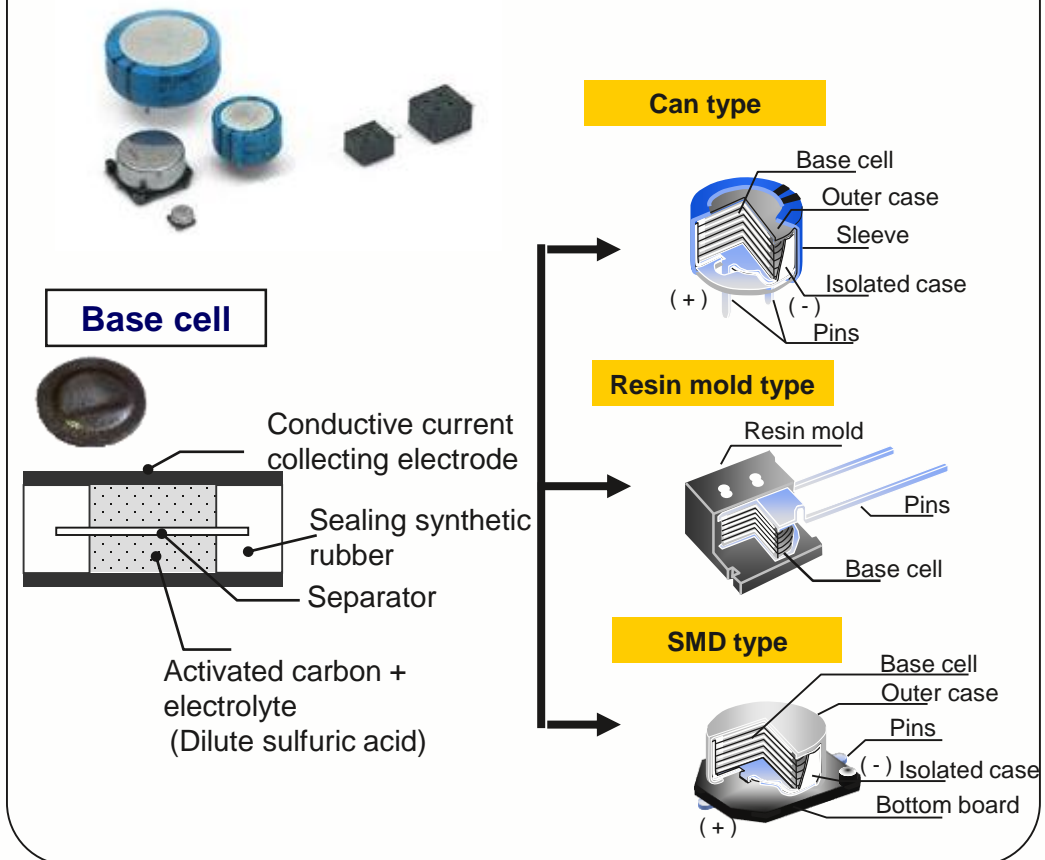 Can type
Base cell
Outer case
Sleeve
Isolated case
( + )
( - )
Pins
Base cell
Conductive current
collecting electrode
Sealing synthetic
rubber
Separator
Activated carbon +
electrolyte
(Dilute sulfuric acid)
Resin mold type
Resin mold
Pins
Base cell
SMD type
Base cell
Outer case
Pins
( - )
Isolated case
Bottom board
( + )